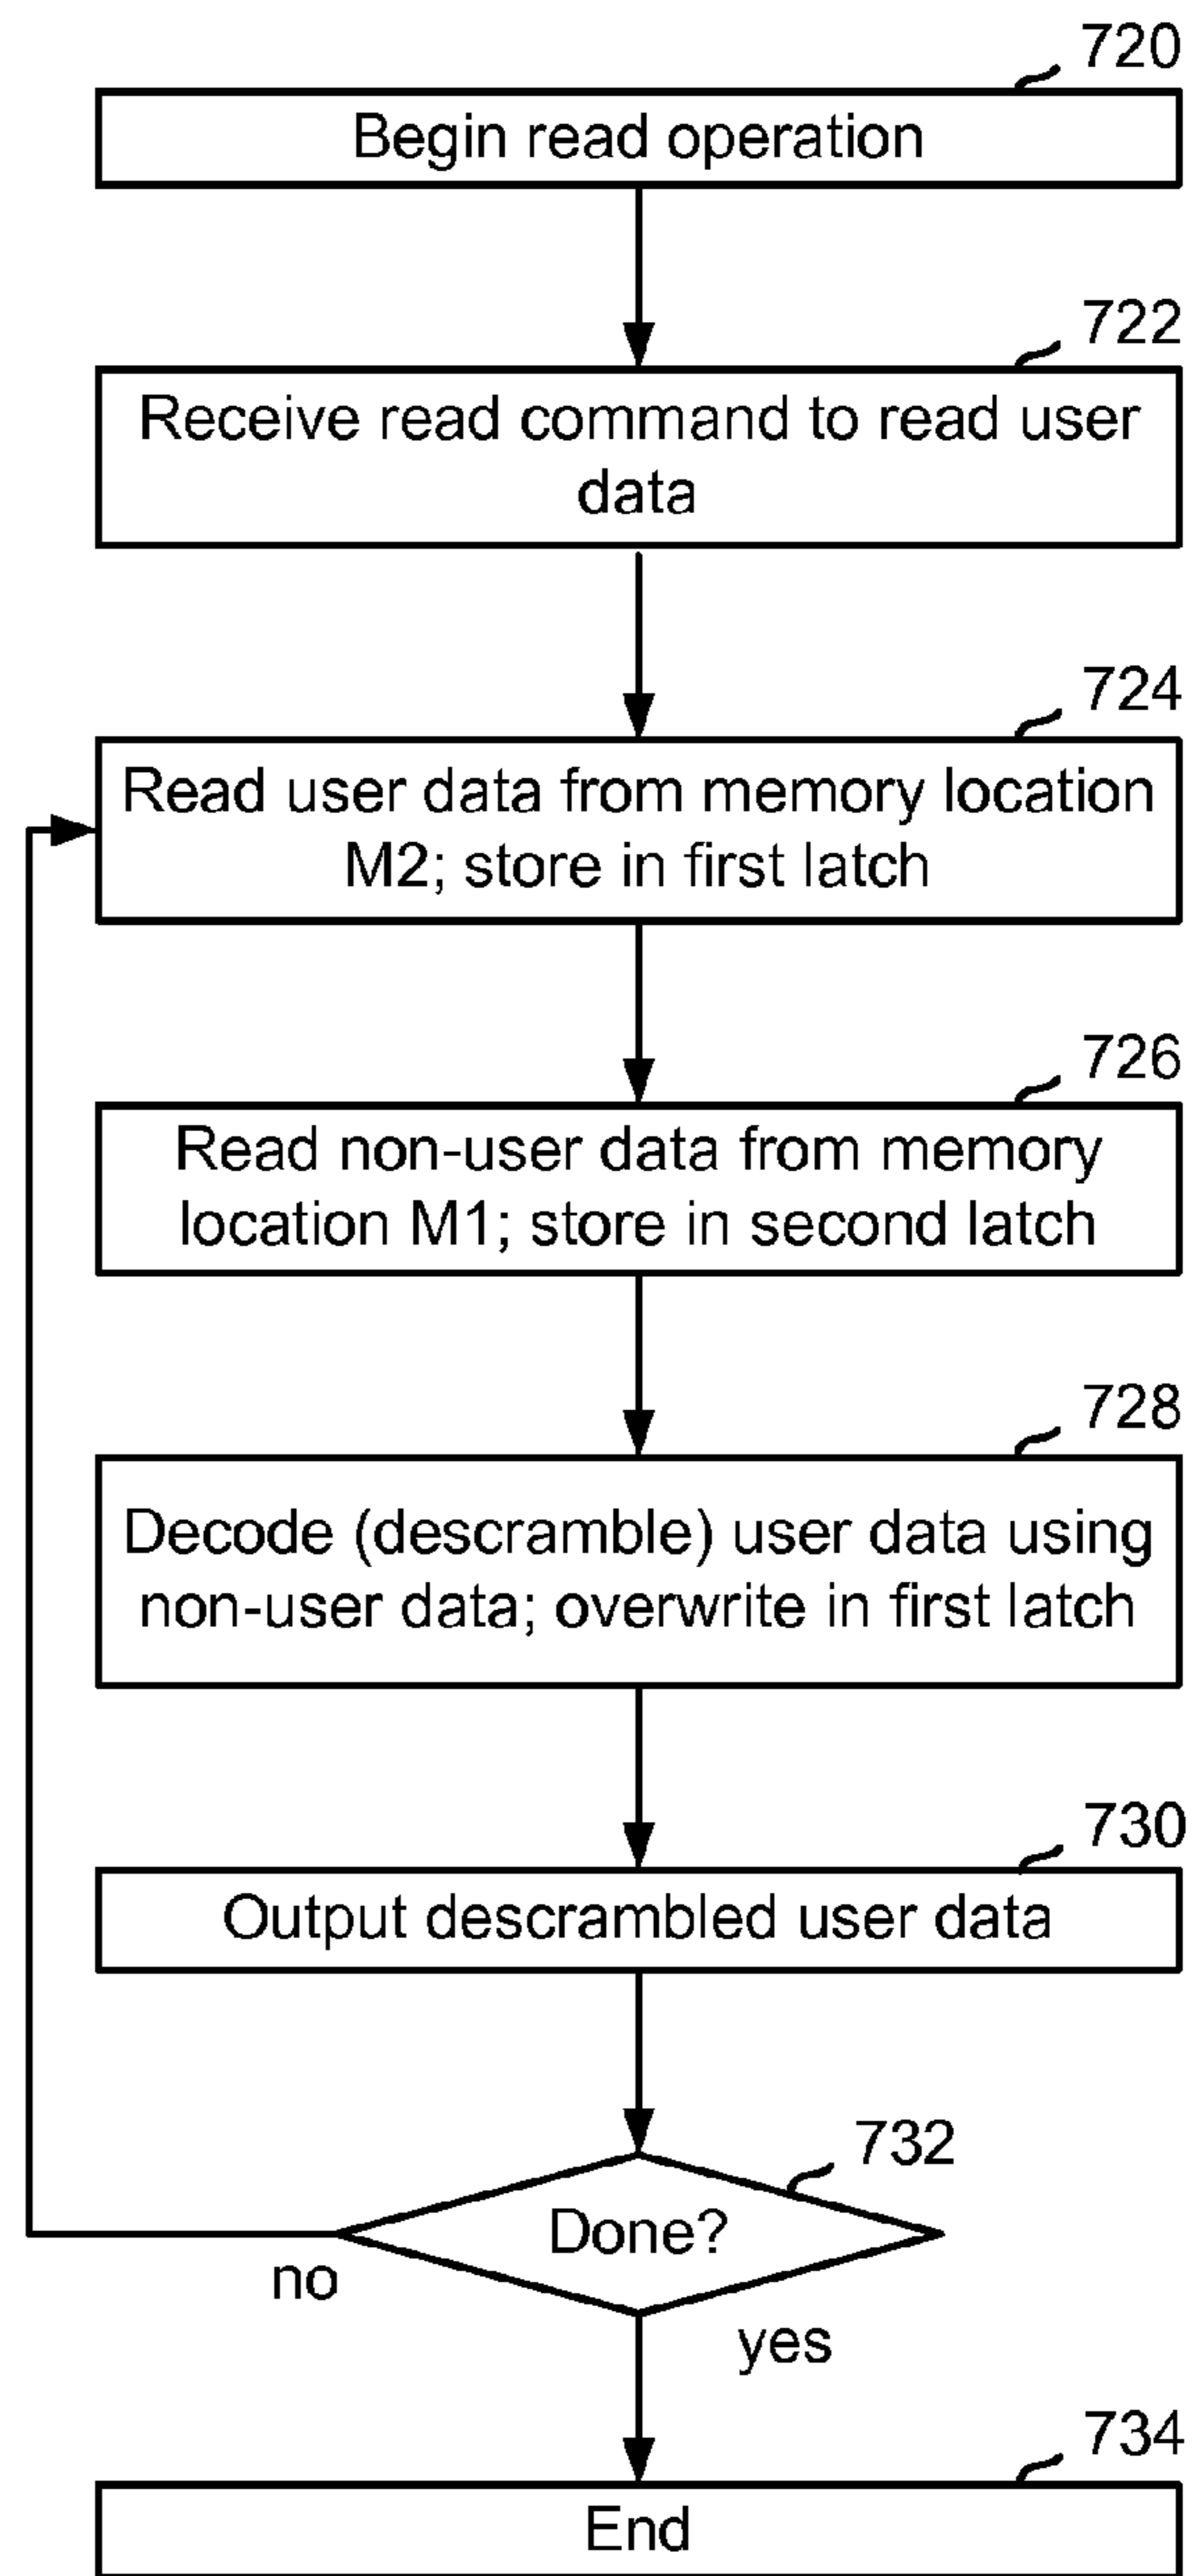 720
Begin read operation
722
Receive read command to read user
data
724
Read user data from memory location
M2; store in first latch
726
Read non-user data from memory
location M1; store in second latch
728
Decode (descramble) user data using
non-user data; overwrite in first latch
730
Output descrambled user data
732
Done?
no
yes
734
End